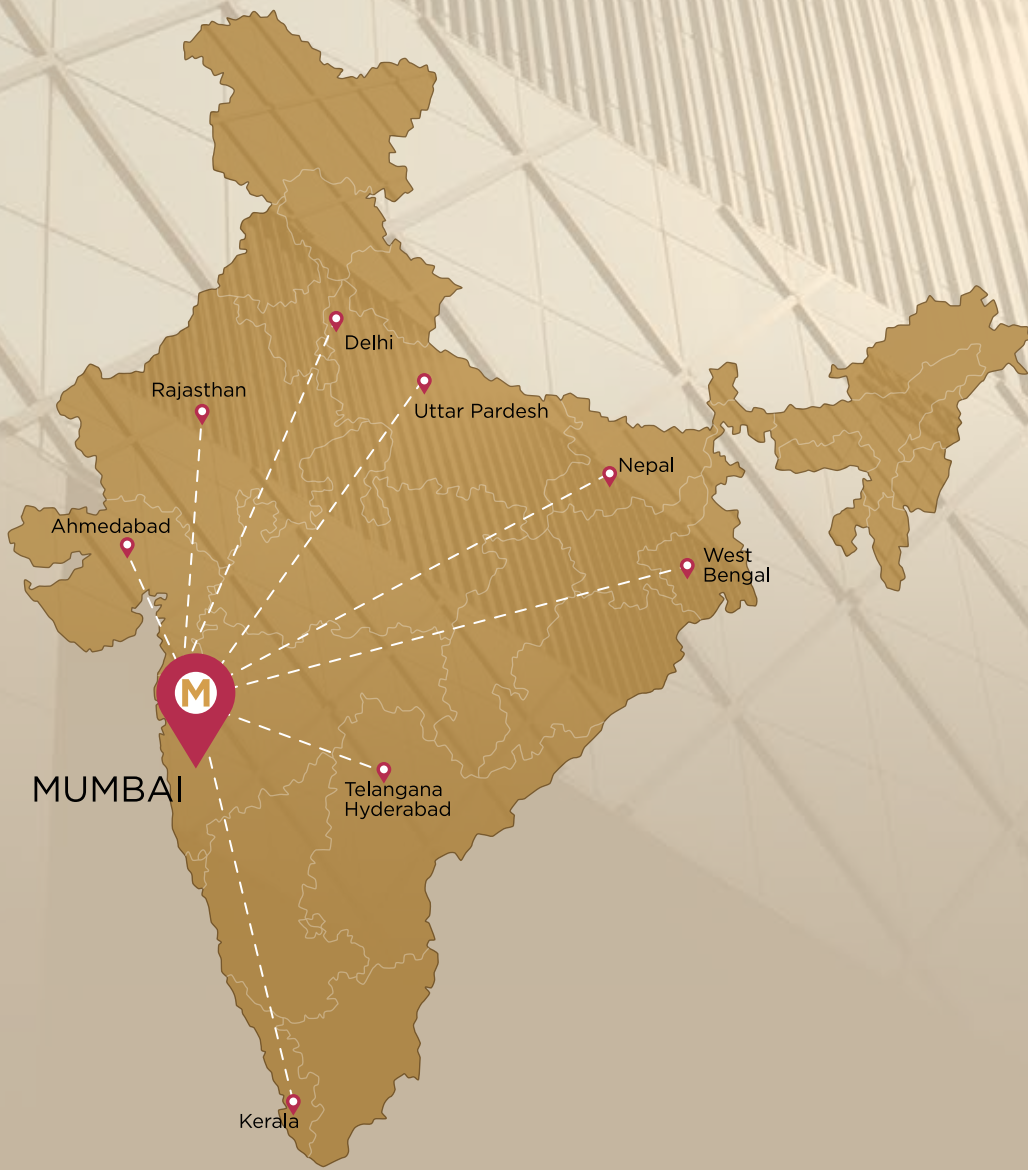 Delhi
Rajasthan
Uttar Pardesh
Nepal
Ahmedabad
West
Bengal
M
MUMBAI
Telangana
Hyderabad
Kerala